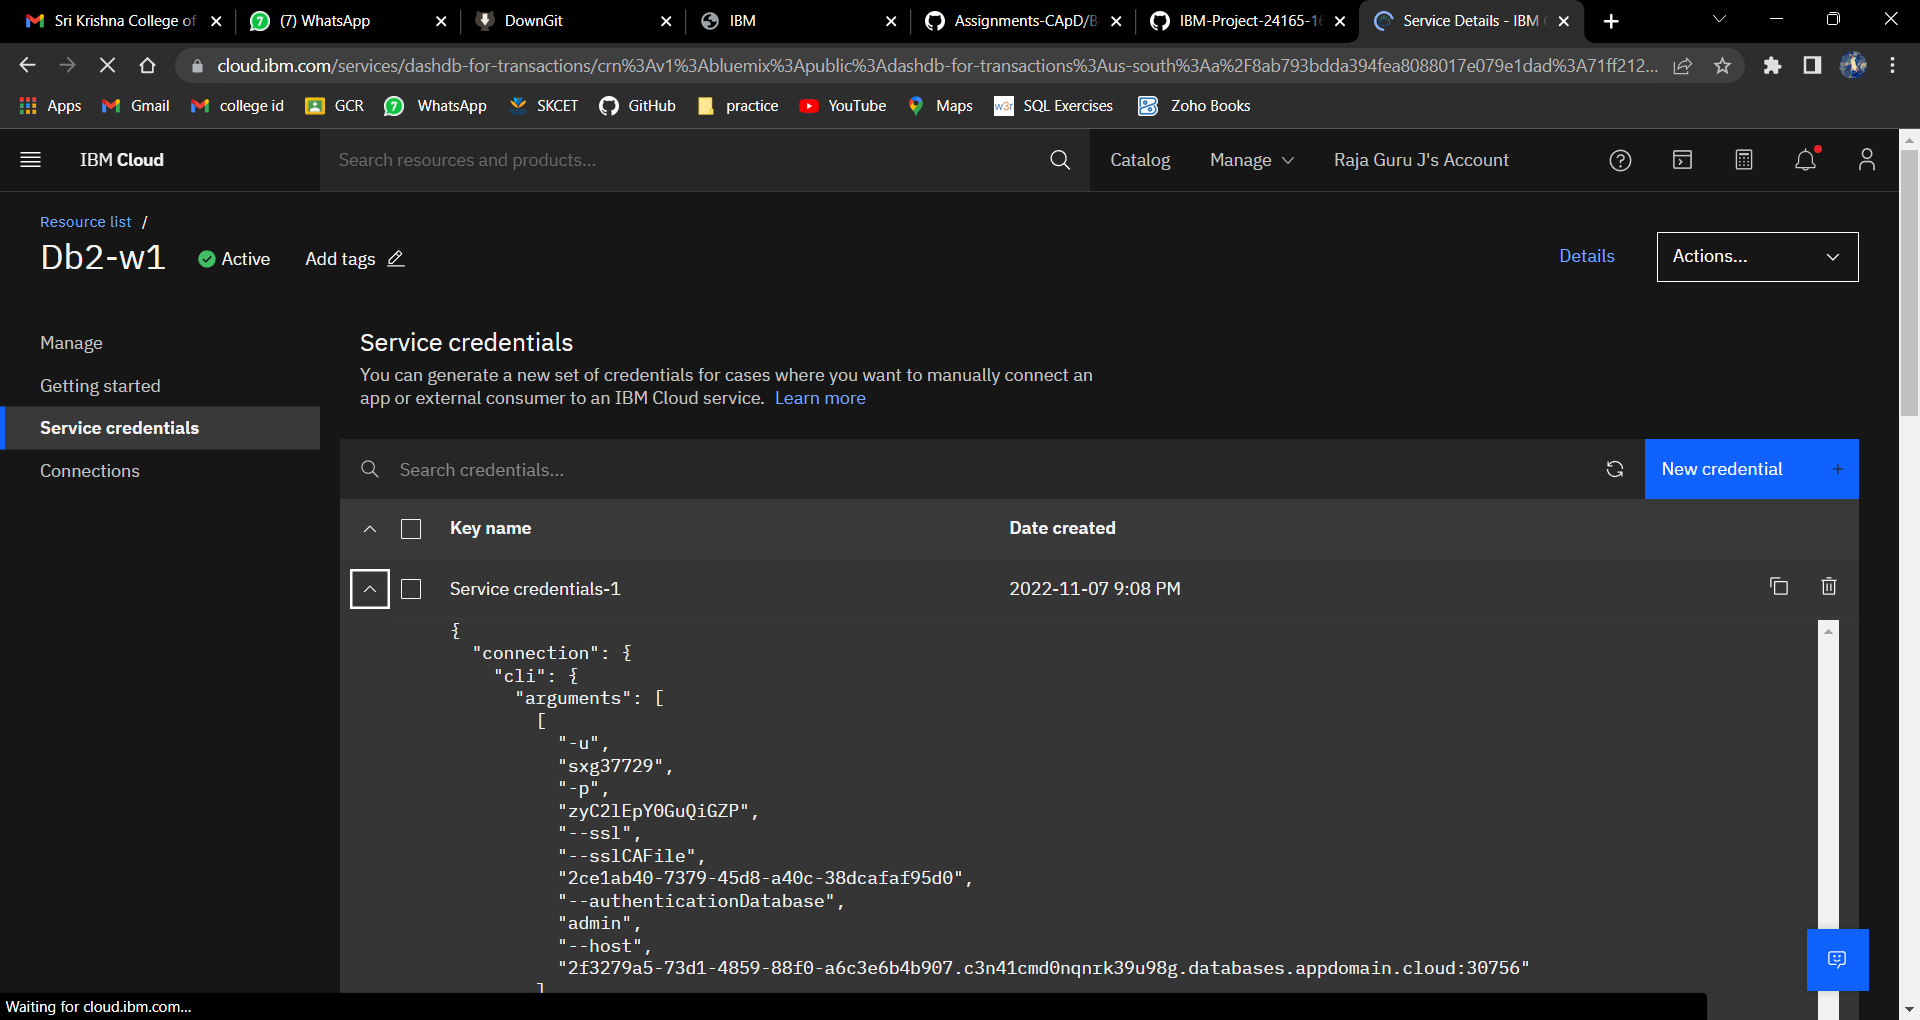 Sri Krishna College of
(7) WhatsApp
DownGit
IBM
Assignments-CApD/B
IBM-Project-24165-16
Service Details - IBM
cloud.ibm.com/services/dashdb-for-transactions/crn%3Av1%3Abluemix%3Apublic%3Adashdb-for-transactions%3Aus-south%3Aa%2F8ab793bdda394fea8088017e079e1dad%3A71ff212...
Apps
Gmail
college id
GCR
WhatsApp
SKCET
GitHub
practice
YouTube
Maps
w3r
SQL Exercises
Zoho Books
IBM Cloud
Search resources and products...
Catalog
Manage
Raja Guru J's Account
Resource list /
Db2-w1
Active
Add tags
Details
Actions...
Manage
Getting started
Service credentials
Connections
Service credentials
You can generate a new set of credentials for cases where you want to manually connect an
app or external consumer to an IBM Cloud service. Learn more
Search credentials...
New credential +
Key name
Date created
Service credentials-1
2022-11-07 9:08 PM
{
"connection": {
"cli": {
"arguments": [
[
"-u",
"sxg37729",
"-p",
"zyC2lEpY0GuQiGZP",
"--ssl",
"--sslCAFile",
"2ce1ab40-7379-45d8-a40c-38dcafaf95d0",
"--authenticationDatabase",
"admin",
"--host",
"2f3279a5-73d1-4859-88f0-a6c3e6b4b907.c3n41cmd0nqnrk39u98g.databases.appdomain.cloud:30756"
]
Waiting for cloud.ibm.com...